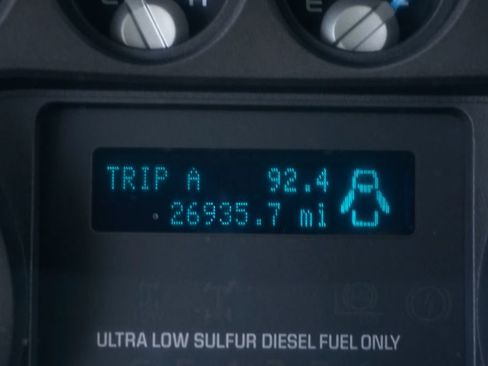 TRIP A 92.4
26935.7 mi
ULTRA LOW SULFUR DIESEL FUEL ONLY